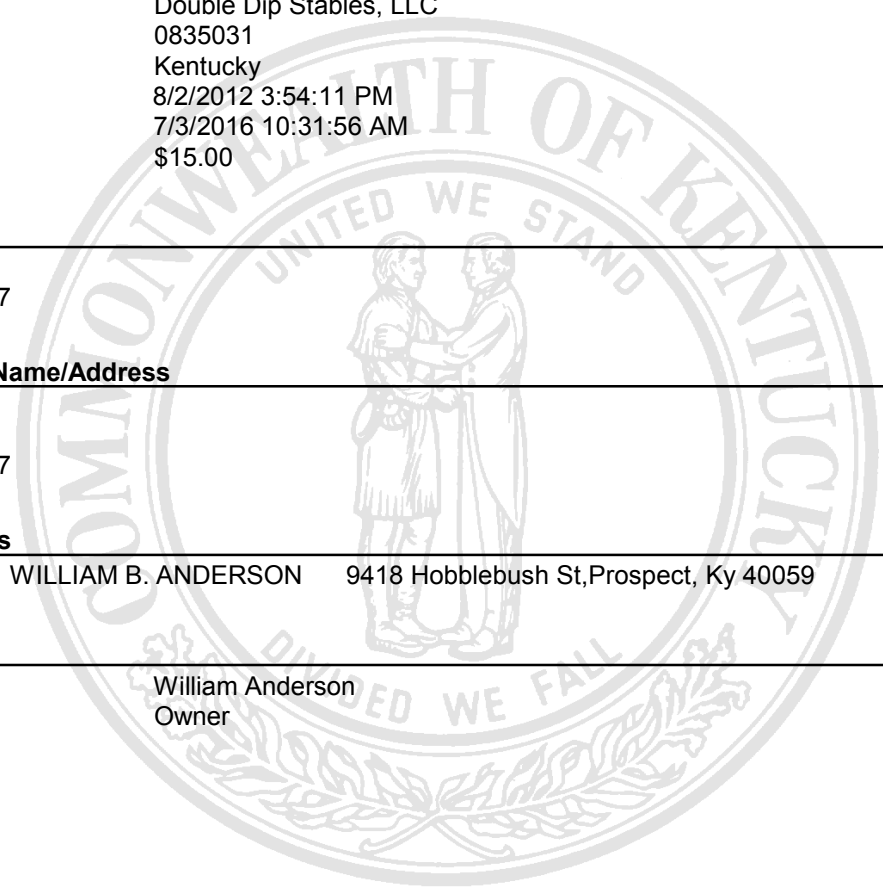 Double Dip Stables, LLC
0835031
Kentucky
8/2/2012 3:54:11 PM
7/3/2016 10:31:56 AM
$15.00
7
Name/Address
7
s
WILLIAM B. ANDERSON 9418 Hobblebush St,Prospect, Ky 40059
William Anderson
Owner
COMMONWEALTH OF KENTUCKY
UNITED WE STAND
DIVIDED WE FALL